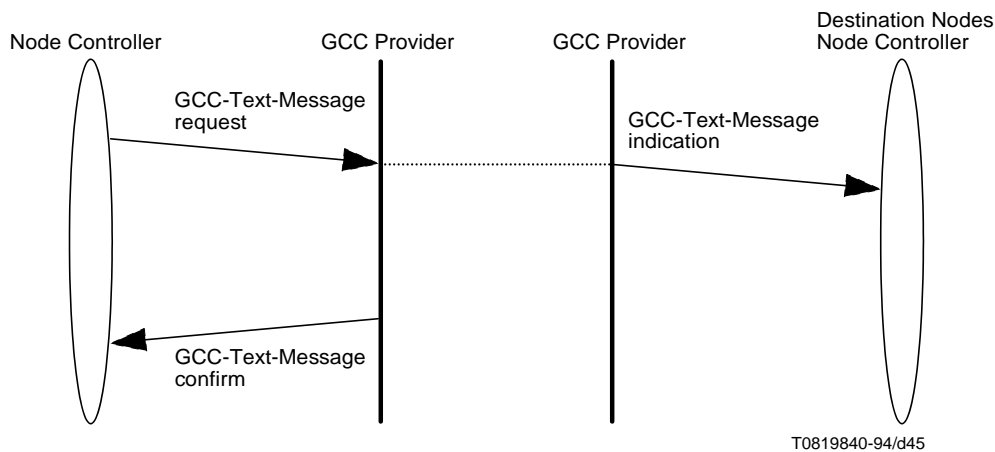 Node Controller
GCC Provider
GCC Provider
Destination Nodes
Node Controller
GCC-Text-Message
request
GCC-Text-Message
indication
GCC-Text-Message
confirm
T0819840-94/d45